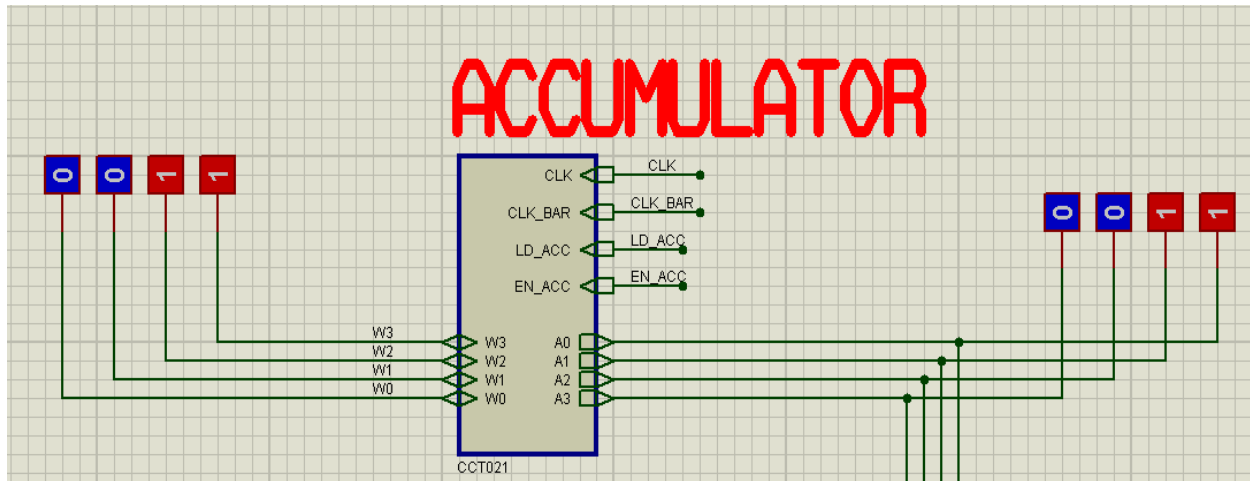 ACCUMULATOR
0 0 1 1
CLK CLK
CLK_BAR CLK_BAR
LD_ACC LD_ACC
EN_ACC EN_ACC
0 0 1 1
W3 W3 A0
W2 W2 A1
W1 W1 A2
W0 W0 A3
CCT021